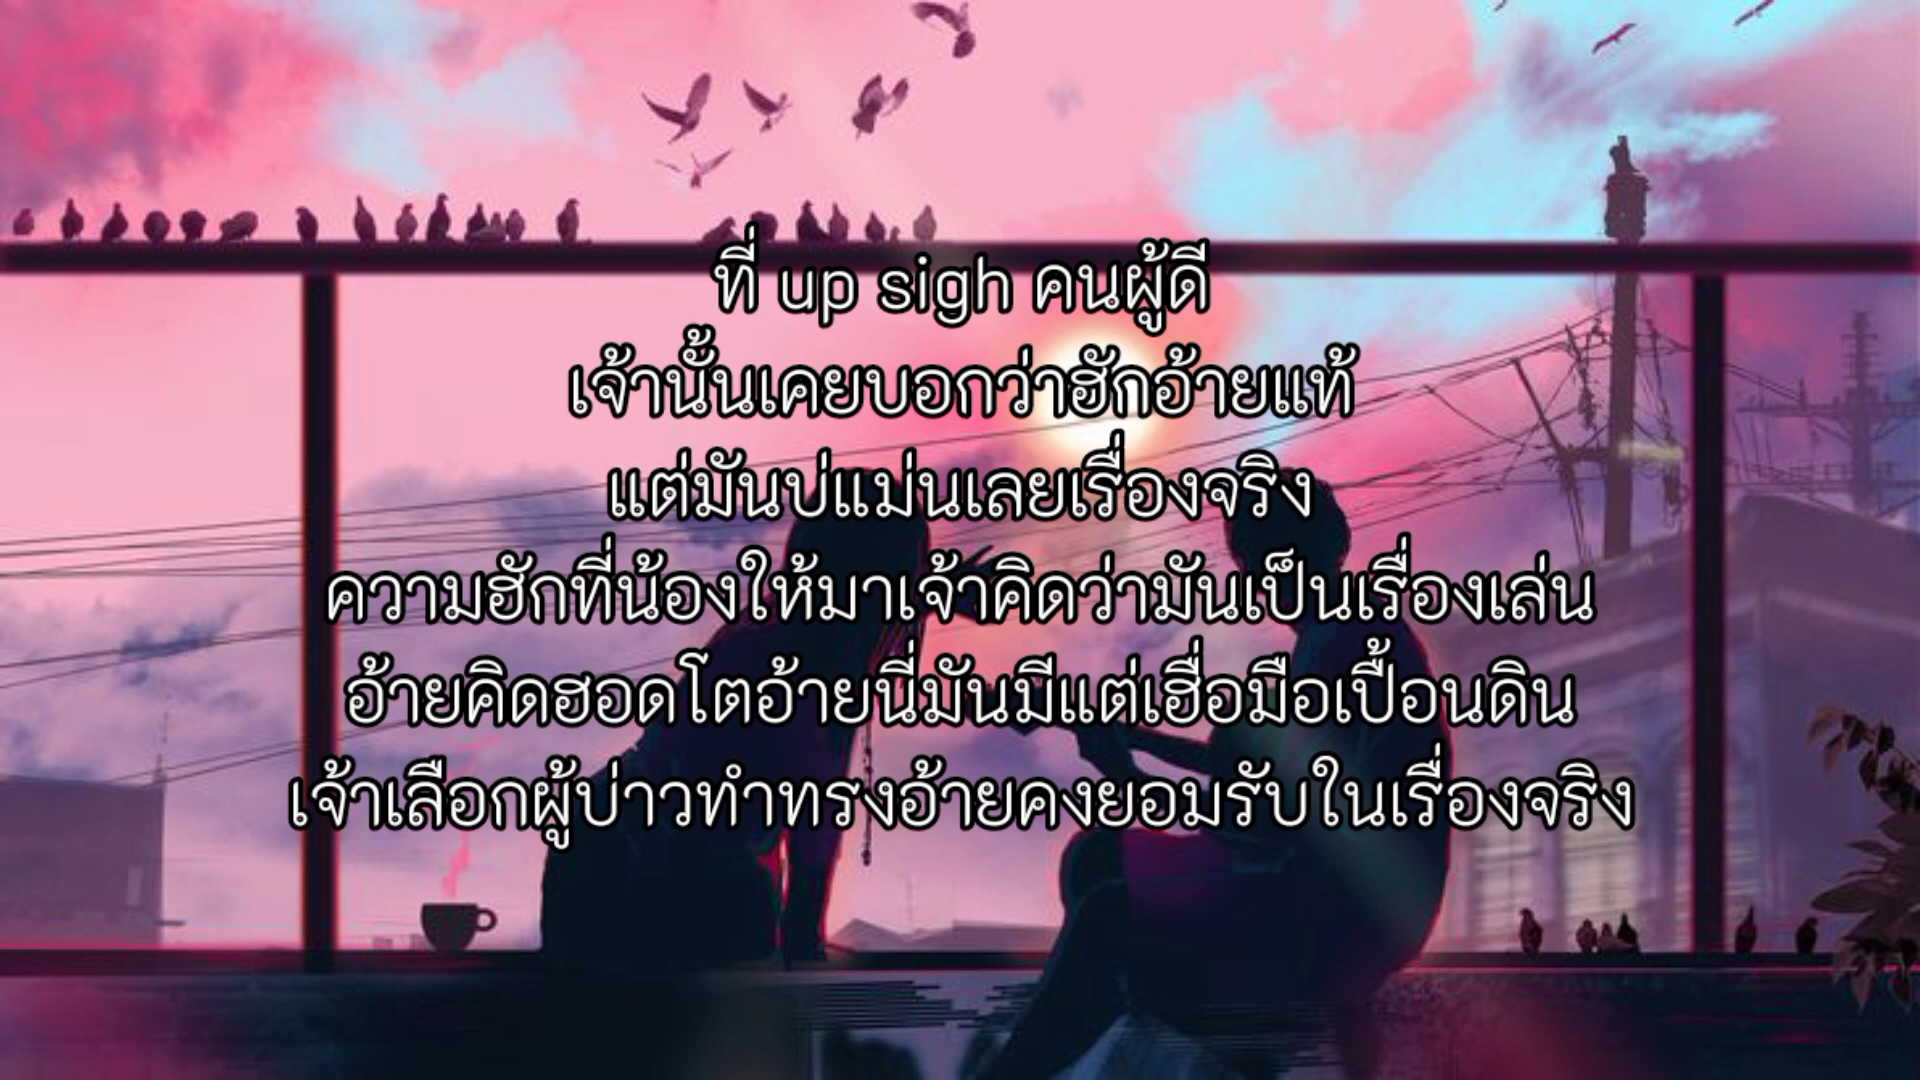 ที่ up sigh คนผู้ดี
เจ้านั้นเคยบอกว่าฮักอ้ายแท้
แต่มันบ่แม่นเลยเรื่องจริง
ความฮักที่น้องให้มาเจ้าคิดว่ามันเป็นเรื่องเล่น
อ้ายคิดฮอดโตอ้ายนี่มันมีแต่เฮื่อมือเปื้อนดิน
เจ้าเลือกผู้บ่าวทำทรงอ้ายคงยอมรับในเรื่องจริง